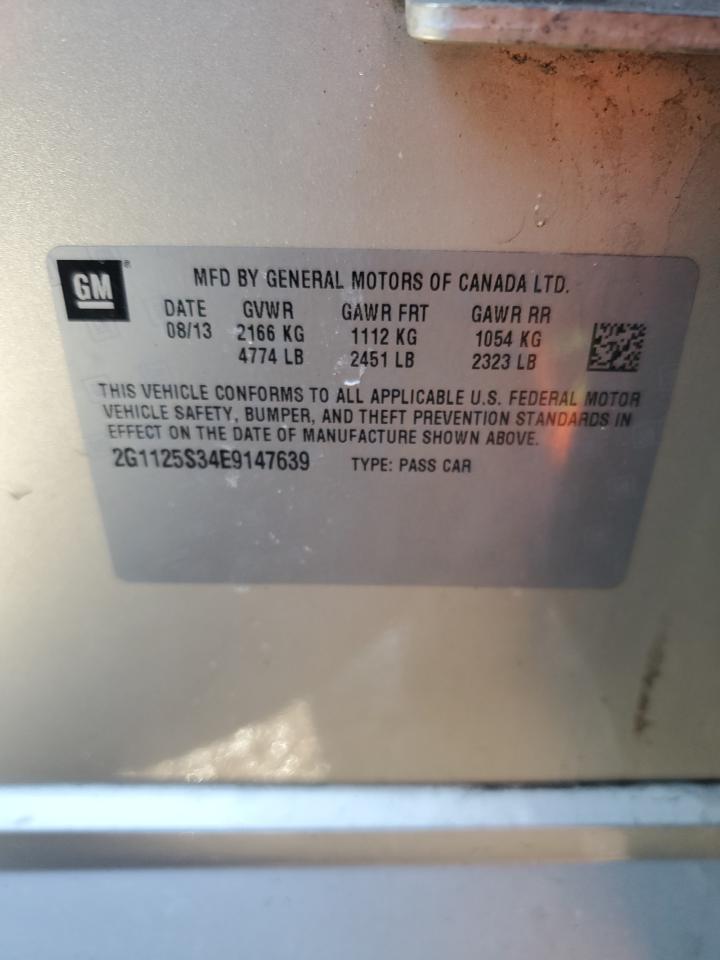 GM®
MFD BY GENERAL MOTORS OF CANADA LTD.
DATE GVWR GAWR FRT GAWR RR
08/13 2166 KG 1112 KG 1054 KG
4774 LB 2451 LB 2323 LB
THIS VEHICLE CONFORMS TO ALL APPLICABLE U.S. FEDERAL MOTOR
VEHICLE SAFETY, BUMPER, AND THEFT PREVENTION STANDARDS IN
EFFECT ON THE DATE OF MANUFACTURE SHOWN ABOVE.
2G1125S34E9147639 TYPE: PASS CAR